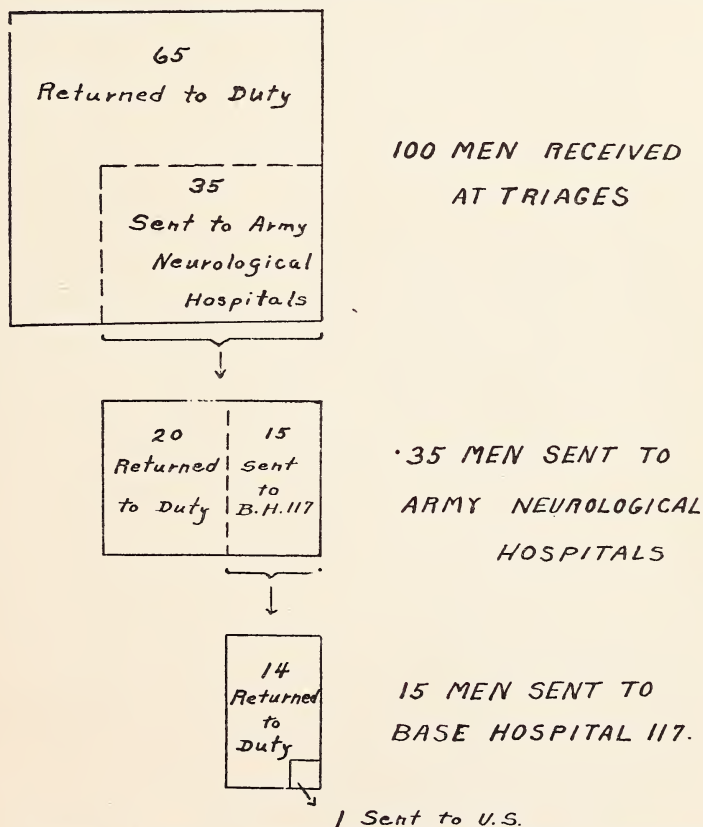 65
Returned to Duty
35
Sent to Army
Neurological
Hospitals
100 MEN RECEIVED
AT TRIAGES
20
Returned
to Duty
15
Sent
to
B.H.117
35 MEN SENT TO
ARMY NEUROLOGICAL
HOSPITALS
14
Returned
to
Duty
15 MEN SENT TO
BASE HOSPITAL 117.
1 Sent to U.S.